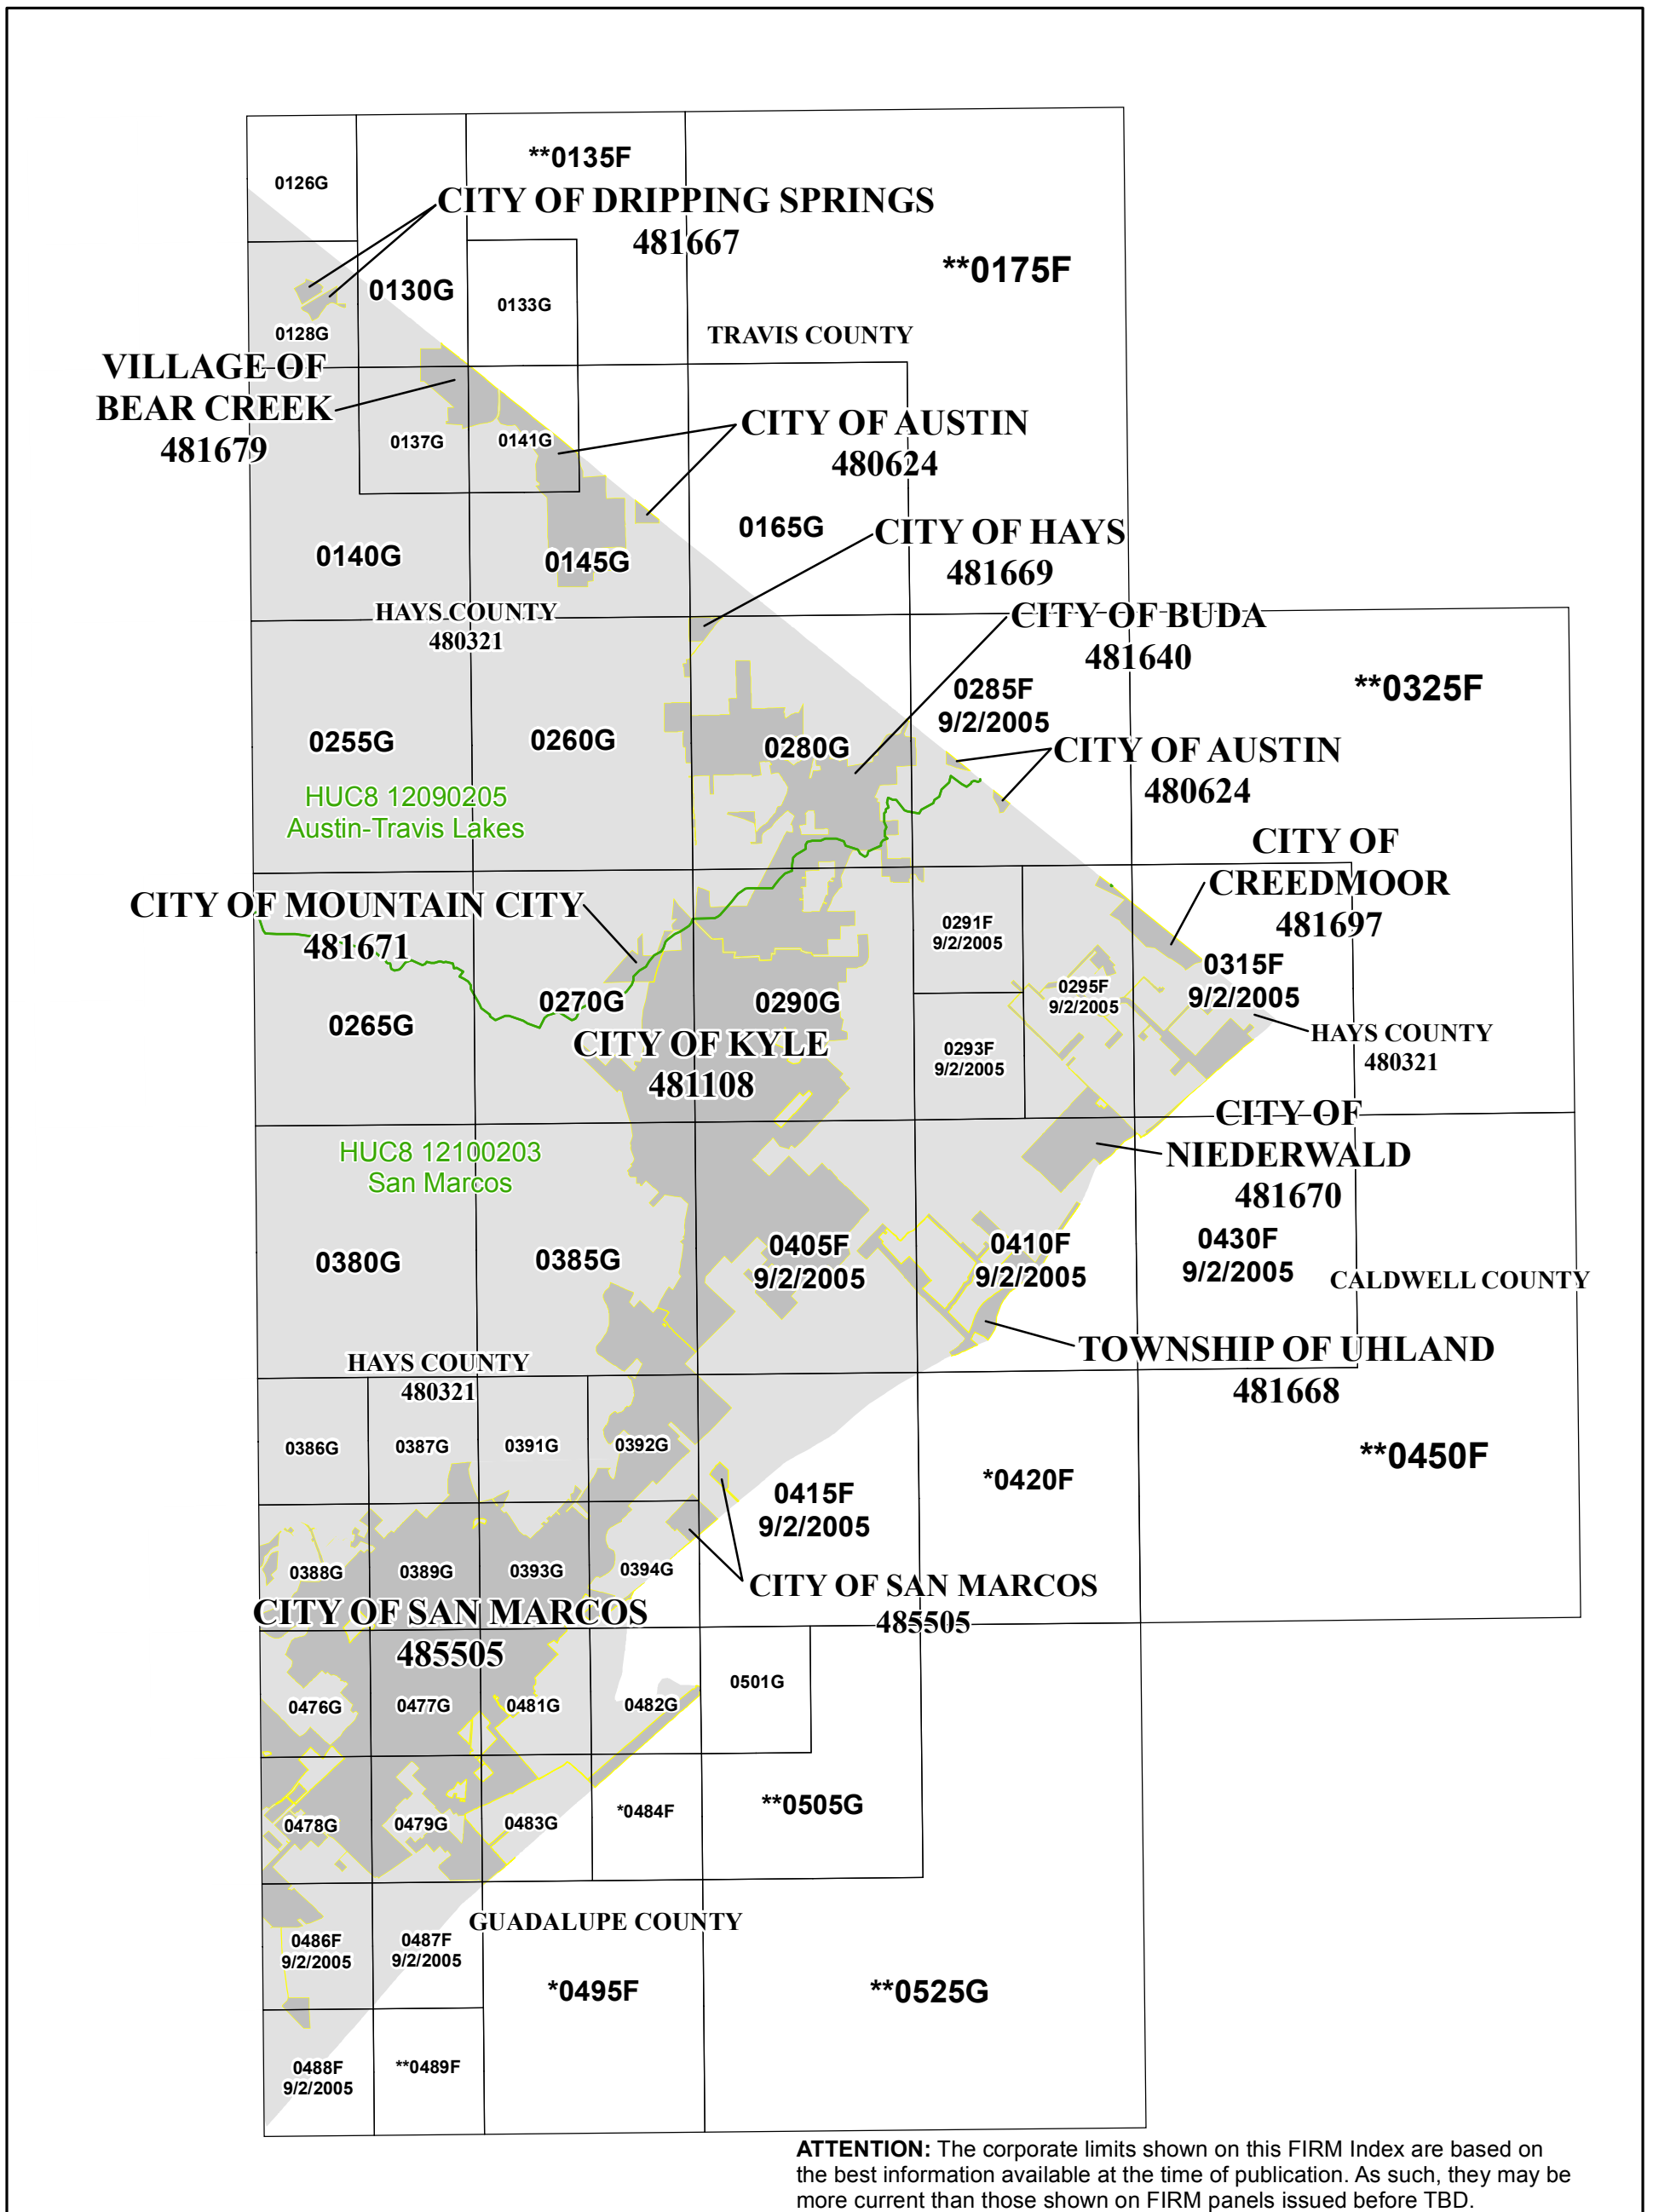 **0135F
0126G
CITY OF DRIPPING SPRINGS
481667
**0175F
0130G
0133G
0128G
TRAVIS COUNTY
VILLAGE OF
BEAR CREEK
481679
0137G
0141G
CITY OF AUSTIN
480624
0165G
CITY OF HAYS
481669
0140G
0145G
HAYS COUNTY
480321
CITY OF BUDA
481640
0285F
9/2/2005
**0325F
0255G
0260G
0280G
CITY OF AUSTIN
480624
HUC8 12090205
Austin-Travis Lakes
CITY OF
CREEDMOOR
481697
CITY OF MOUNTAIN CITY
481671
0291F
9/2/2005
0315F
9/2/2005
0295F
9/2/2005
0265G
0270G
0290G
HAYS COUNTY
480321
CITY OF KYLE
481108
0293F
9/2/2005
CITY OF
NIEDERWALD
481670
HUC8 12100203
San Marcos
0380G
0385G
0405F
9/2/2005
0410F
9/2/2005
0430F
9/2/2005
CALDWELL COUNTY
TOWNSHIP OF UHLAND
481668
HAYS COUNTY
480321
0386G
0387G
0391G
0392G
0415F
9/2/2005
*0420F
**0450F
0388G
0389G
0393G
0394G
CITY OF SAN MARCOS
485505
CITY OF SAN MARCOS
485505
0476G
0477G
0481G
0482G
0501G
0478G
0479G
0483G
*0484F
**0505G
GUADALUPE COUNTY
0486F
9/2/2005
0487F
9/2/2005
*0495F
**0525G
0488F
9/2/2005
**0489F
ATTENTION: The corporate limits shown on this FIRM Index are based on
the best information available at the time of publication. As such, they may be
more current than those shown on FIRM panels issued before TBD.